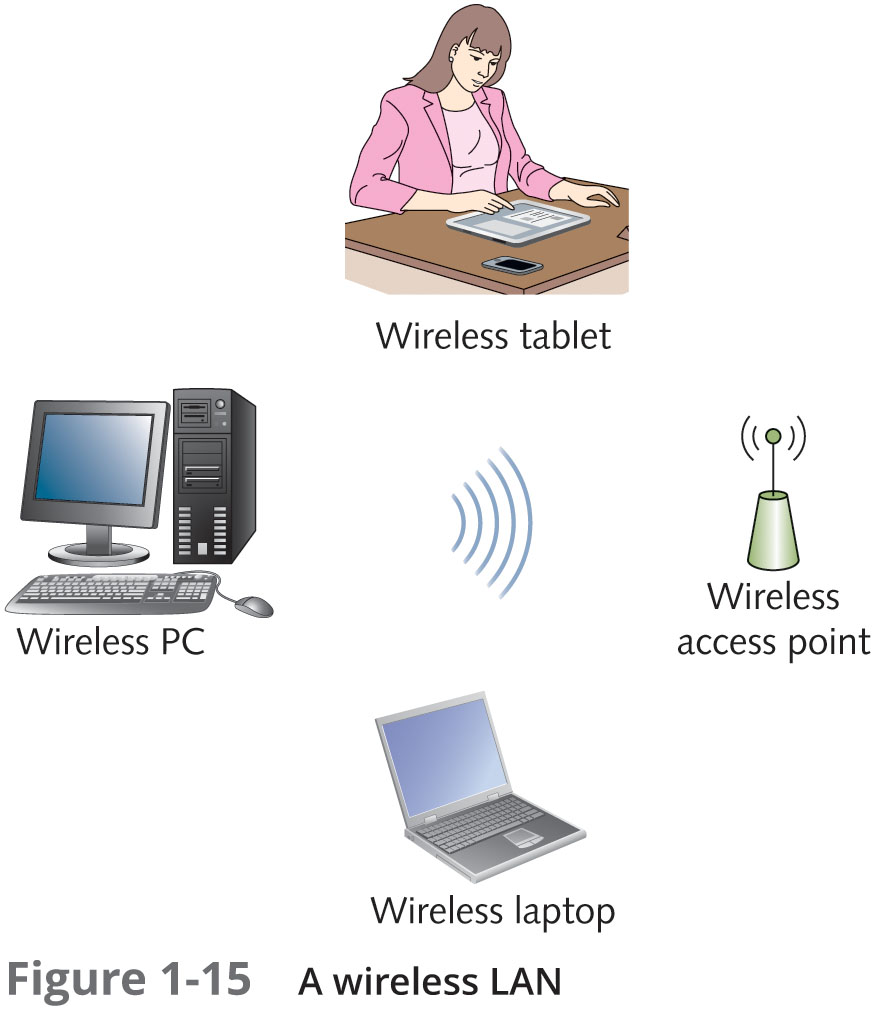 Wireless tablet
Wireless PC
Wireless
access point
Wireless laptop
Figure 1-15 A wireless LAN